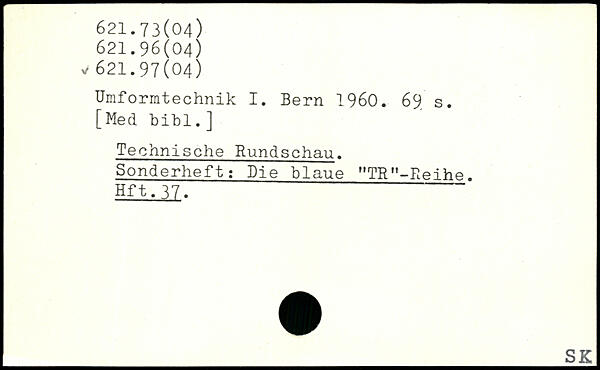 621.73(04)
621.96(04)
✓ 621.97(04)
Umformtechnik I. Bern 1960. 69 s.
[Med bibl.]
Technische Rundschau.
Sonderheft: Die blaue "TR"-Reihe.
Hft.37.
SK